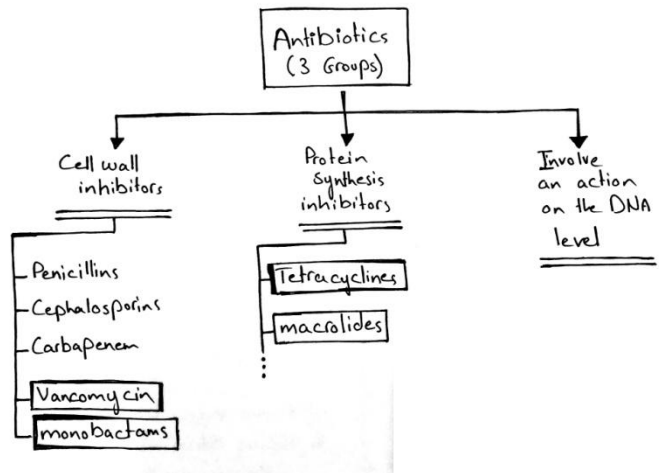 Antibiotics
(3 Groups)
Cell wall
inhibitors
Penicillins
Cephalosporins
Carbapenem
Vancomycin
monobactams
Protein
Synthesis
inhibitors
Tetracyclines
macrolides
Involve
an action
on the DNA
level